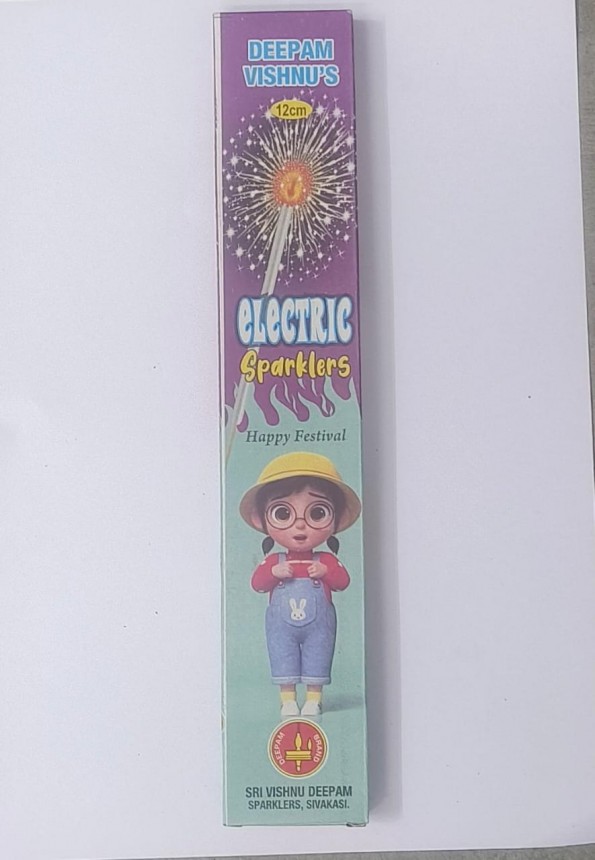 DEEPAM
VISHNU'S
12cm
ELECTRIC
Sparklers
Happy Festival
DEEPAM BRAND
SRI VISHNU DEEPAM
SPARKLERS, SIVAKASI.